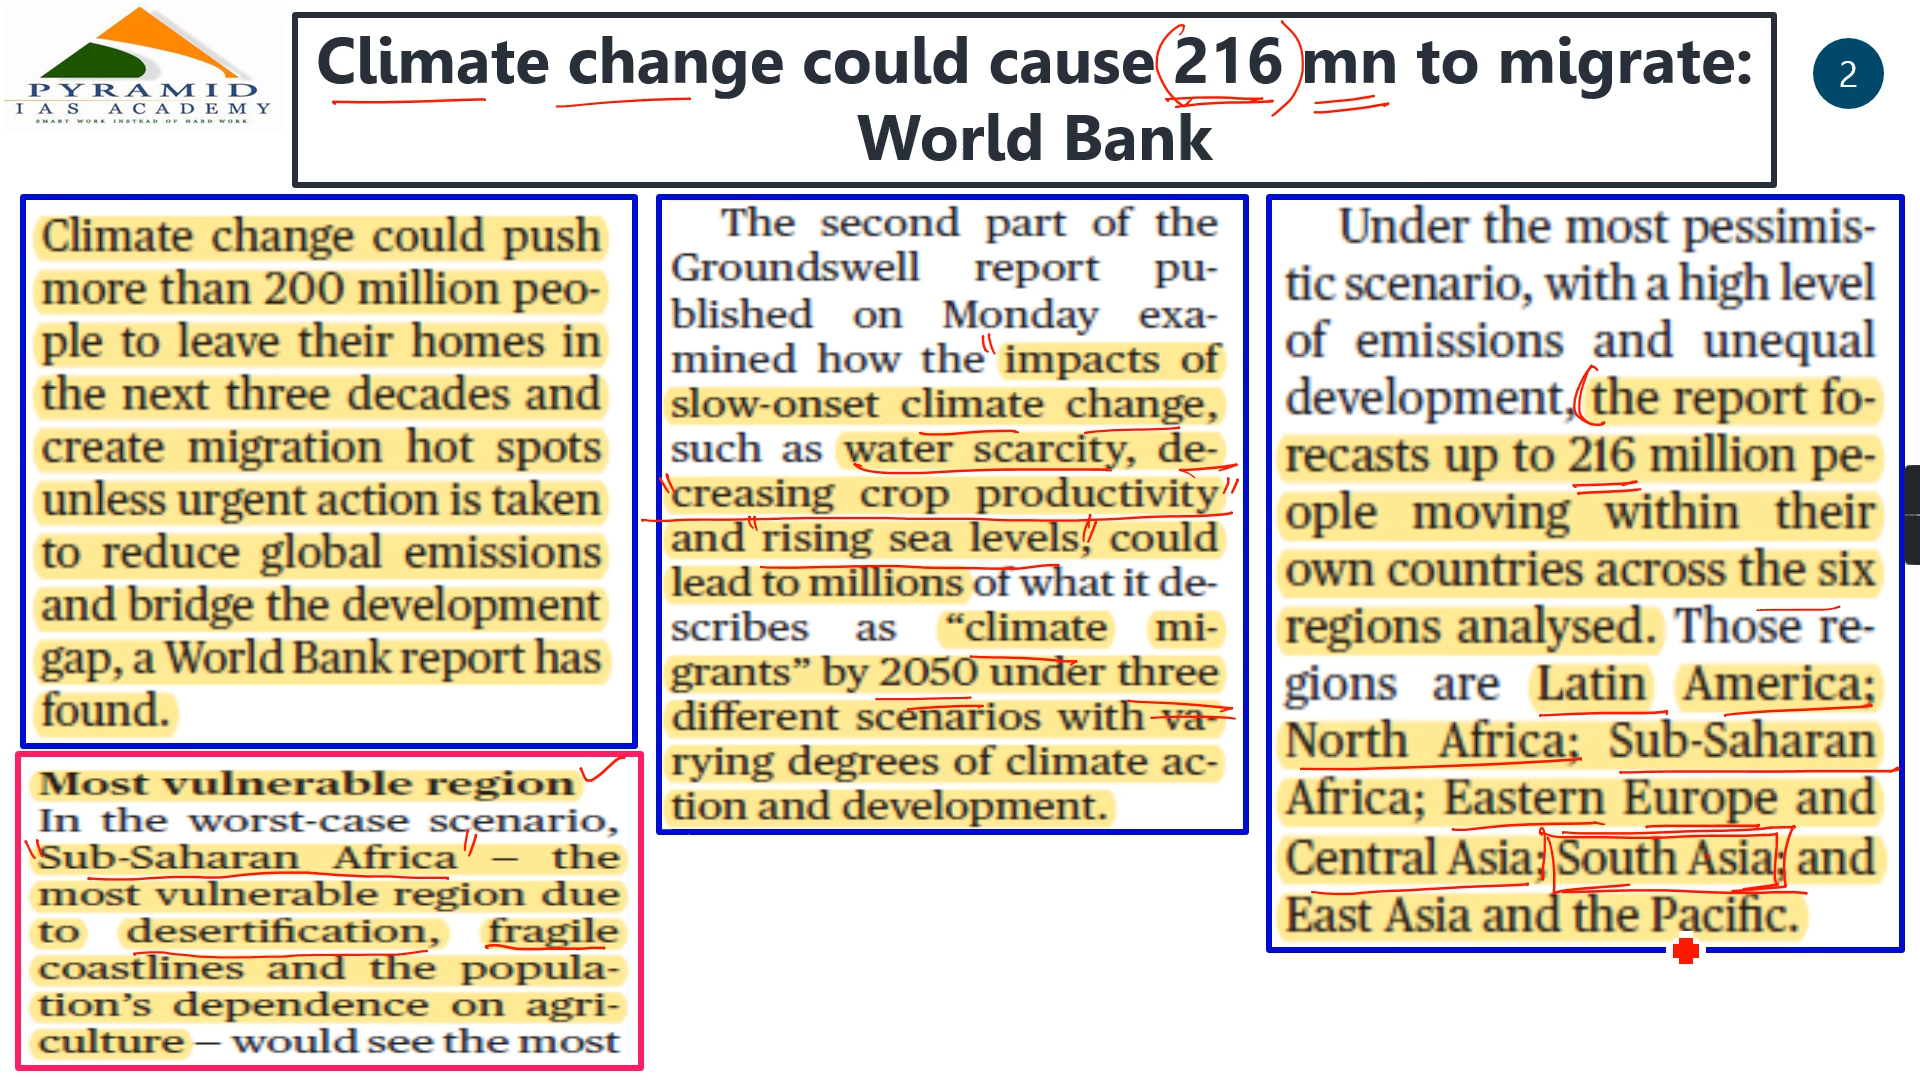 PYRAMID
IAS ACADEMY
SMART WORK INSTEAD OF HARD WORK
Climate change could cause 216 mn to migrate:
World Bank
2
Climate change could push
more than 200 million peo-
ple to leave their homes in
the next three decades and
create migration hot spots
unless urgent action is taken
to reduce global emissions
and bridge the development
gap, a World Bank report has
found.
Most vulnerable region
In the worst-case scenario,
Sub-Saharan Africa – the
most vulnerable region due
to desertification, fragile
coastlines and the popula-
tion’s dependence on agri-
culture – would see the most
The second part of the
Groundswell report pu-
blished on Monday exa-
mined how the impacts of
slow-onset climate change,
such as water scarcity, de-
creasing crop productivity
and rising sea levels, could
lead to millions of what it de-
scribes as “climate mi-
grants” by 2050 under three
different scenarios with va-
rying degrees of climate ac-
tion and development.
Under the most pessimis-
tic scenario, with a high level
of emissions and unequal
development, the report fo-
recasts up to 216 million pe-
ople moving within their
own countries across the six
regions analysed. Those re-
gions are Latin America;
North Africa; Sub-Saharan
Africa; Eastern Europe and
Central Asia; South Asia; and
East Asia and the Pacific.